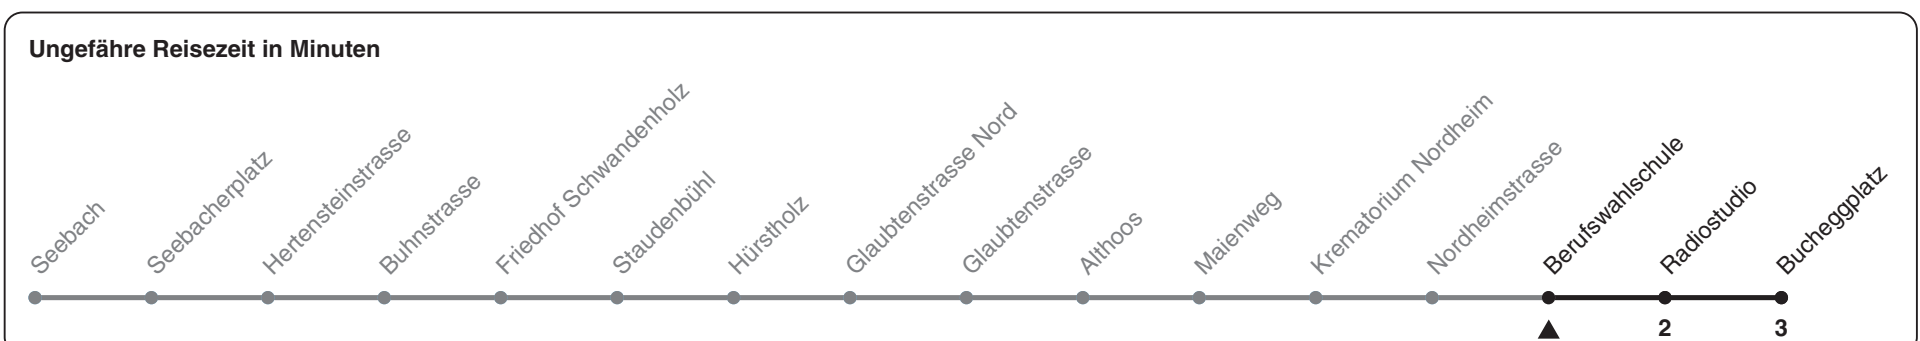 Ungefähre Reisezeit in Minuten
Seebach
Seebacherplatz
Hertensteinstrasse
Buhnstrasse
Friedhof Schwandenholz
Staudenbühl
Hürstholz
Glaubtenstrasse Nord
Glaubtenstrasse
Althoos
Maienweg
Krematorium Nordheim
Nordheimstrasse
Berufswahlschule
Radiostudio
Bucheggplatz
2
3